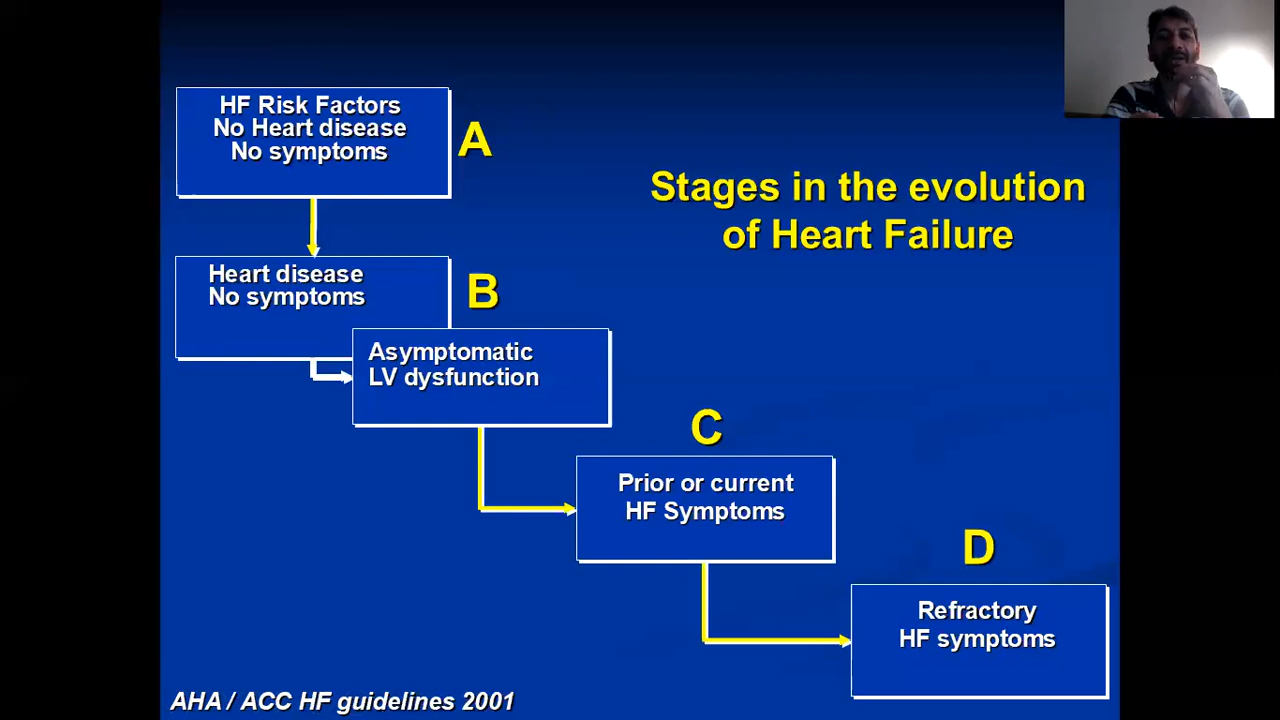 HF Risk Factors
No Heart disease
No symptoms
A
Stages in the evolution
of Heart Failure
Heart disease
No symptoms
B
Asymptomatic
LV dysfunction
C
Prior or current
HF Symptoms
D
Refractory
HF symptoms
AHA / ACC HF guidelines 2001